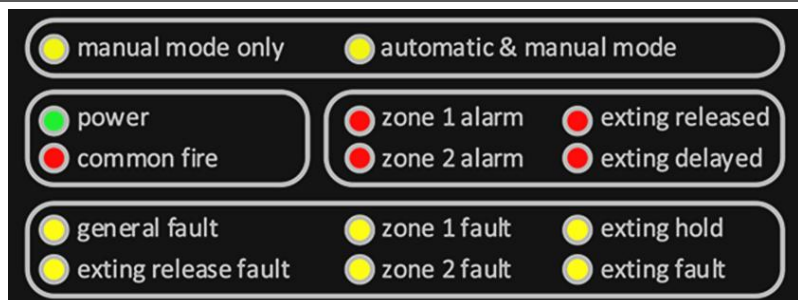 manual mode only automatic & manual mode
power
common fire
zone 1 alarm exting released
zone 2 alarm exting delayed
general fault zone 1 fault exting hold
exting release fault zone 2 fault exting fault